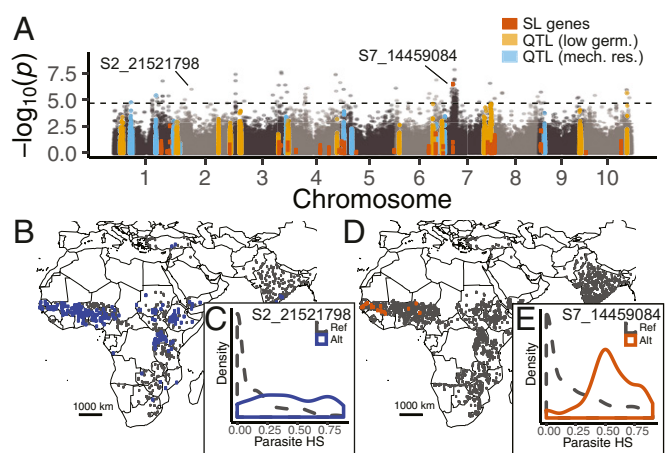 A
SL genes
QTL (low germ.)
QTL (mech. res.)
S2_21521798
S7_14459084
−log10(p)
7.5
5.0
2.5
0.0
1 2 3 4 5 6 7 8 9 10
Chromosome
B
1000 km
C
S2_21521798
Ref
Alt
Density
0.00 0.25 0.50 0.75
Parasite HS
D
1000 km
E
S7_14459084
Ref
Alt
Density
0.00 0.25 0.50 0.75
Parasite HS